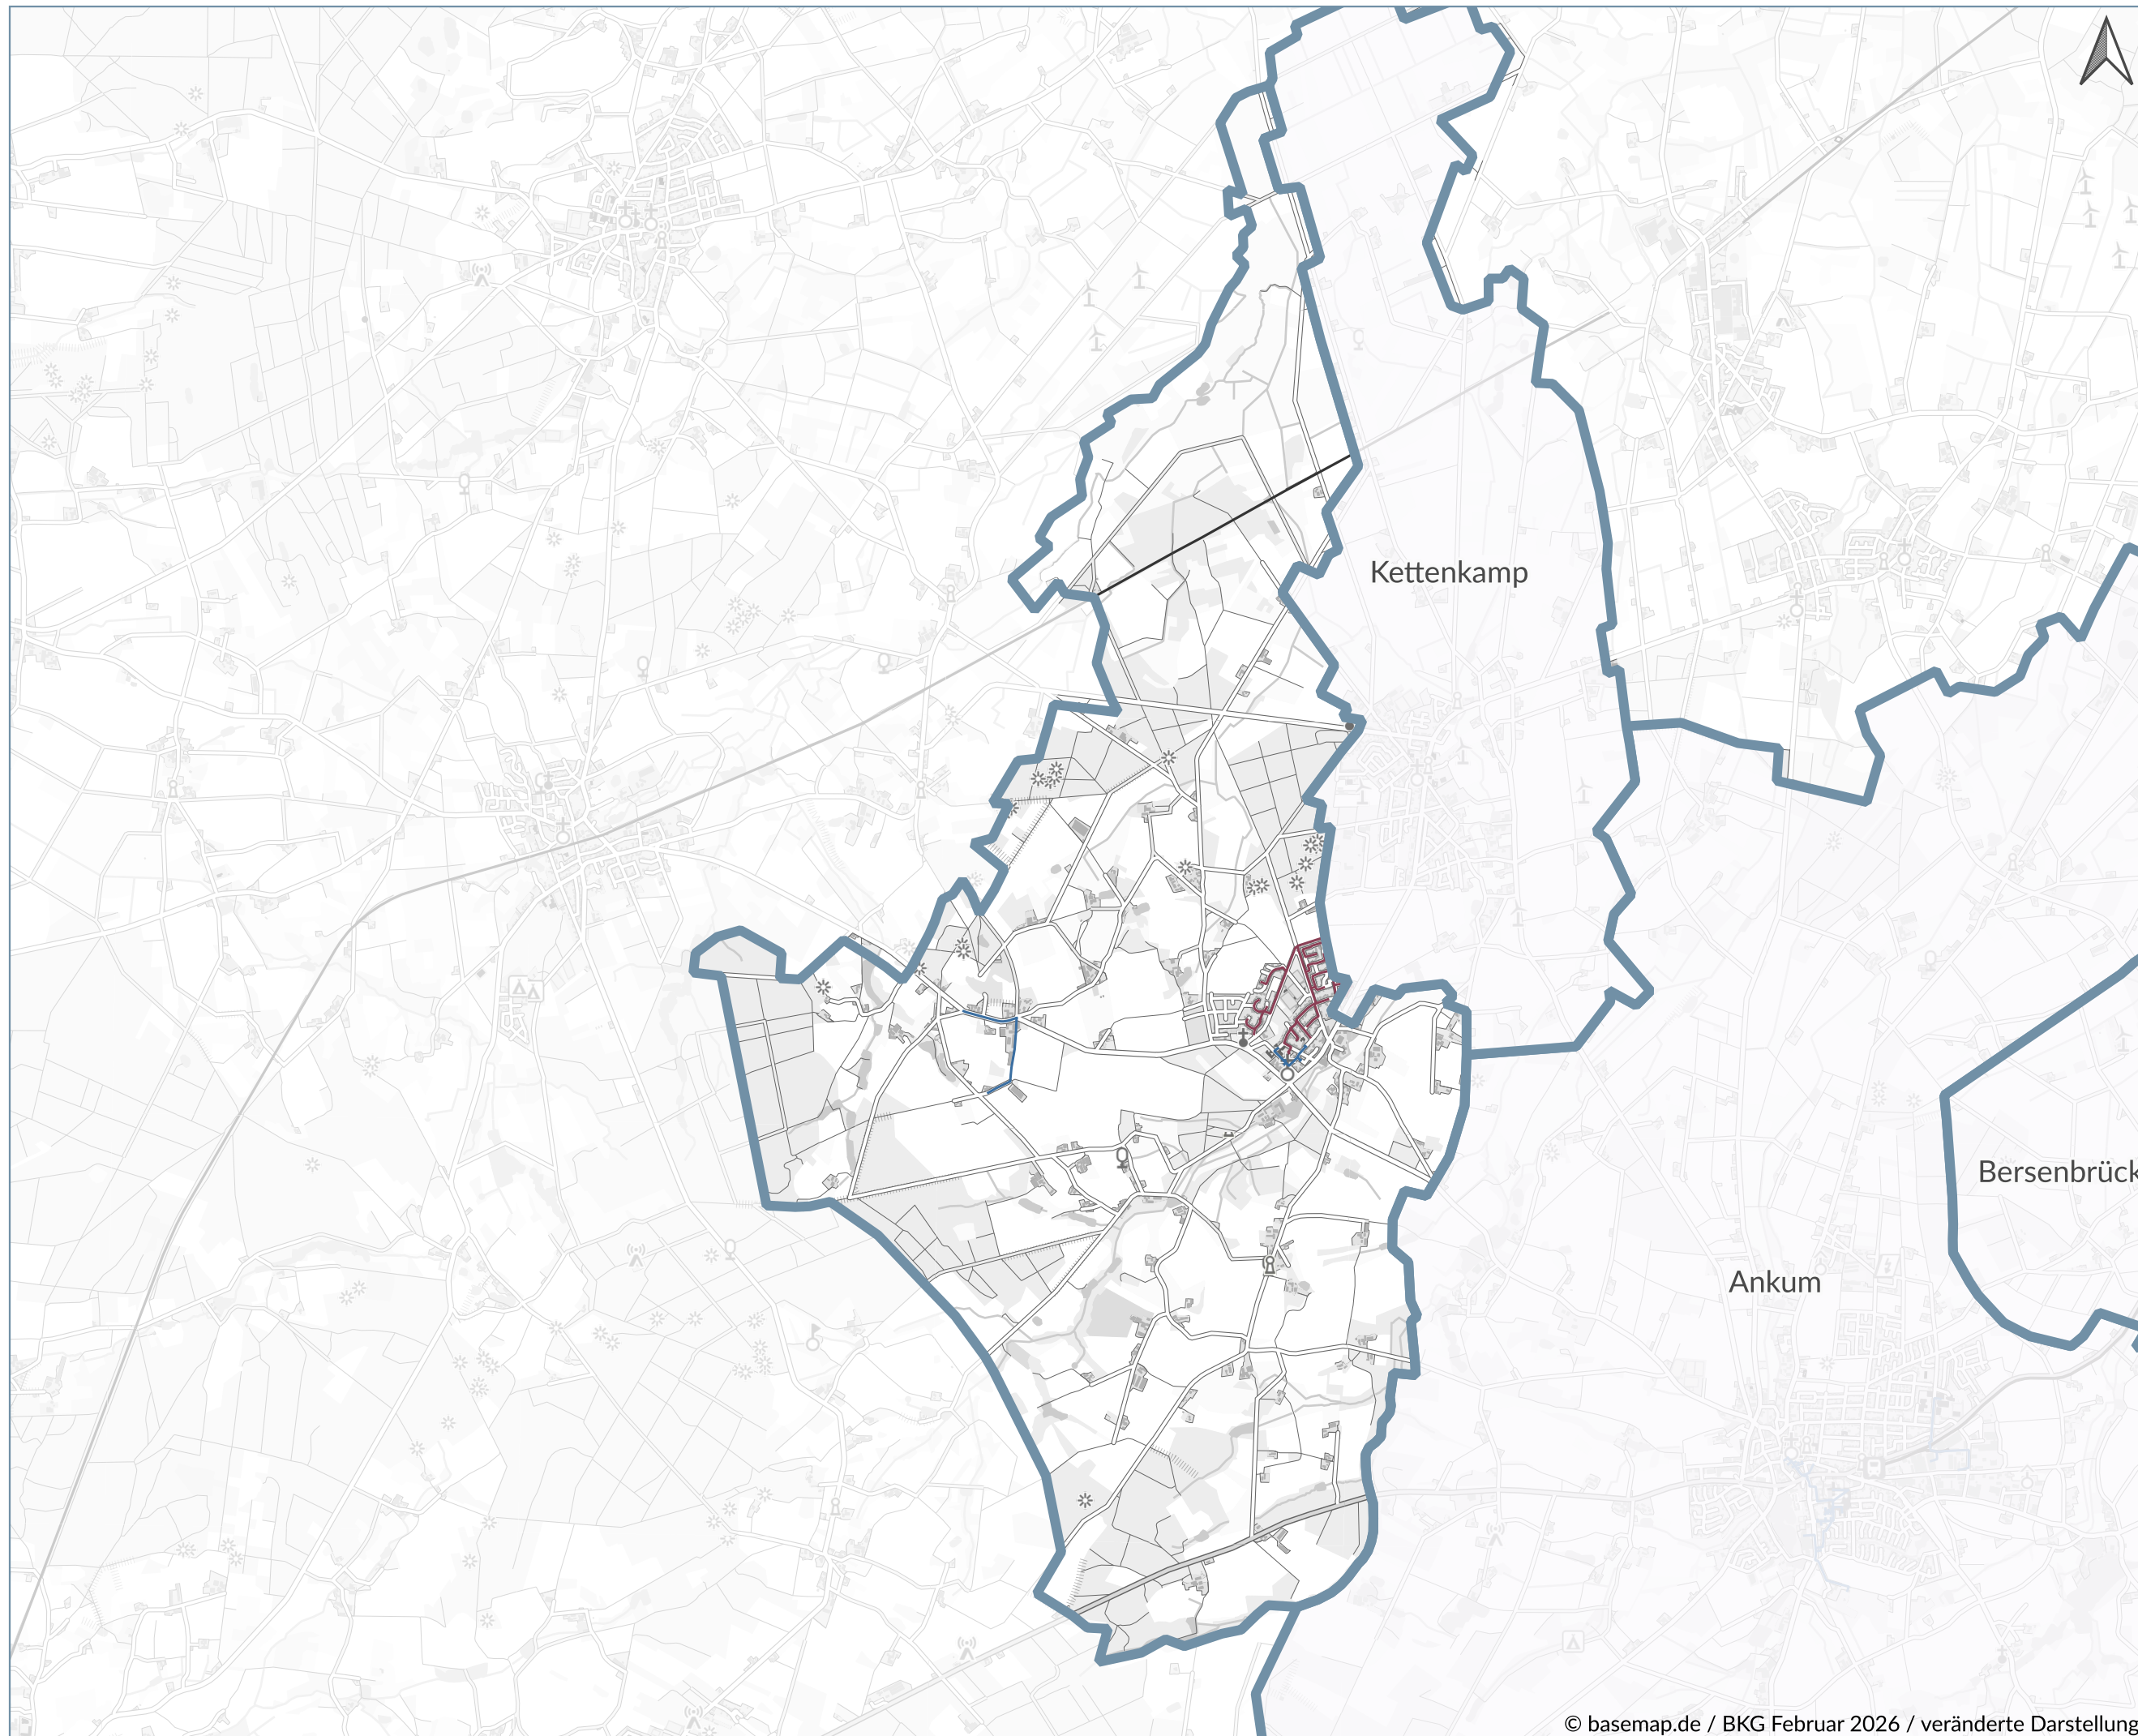 Kettenkamp
Bersenbrück
Ankum
© basemap.de / BKG Februar 2026 / veränderte Darstellung